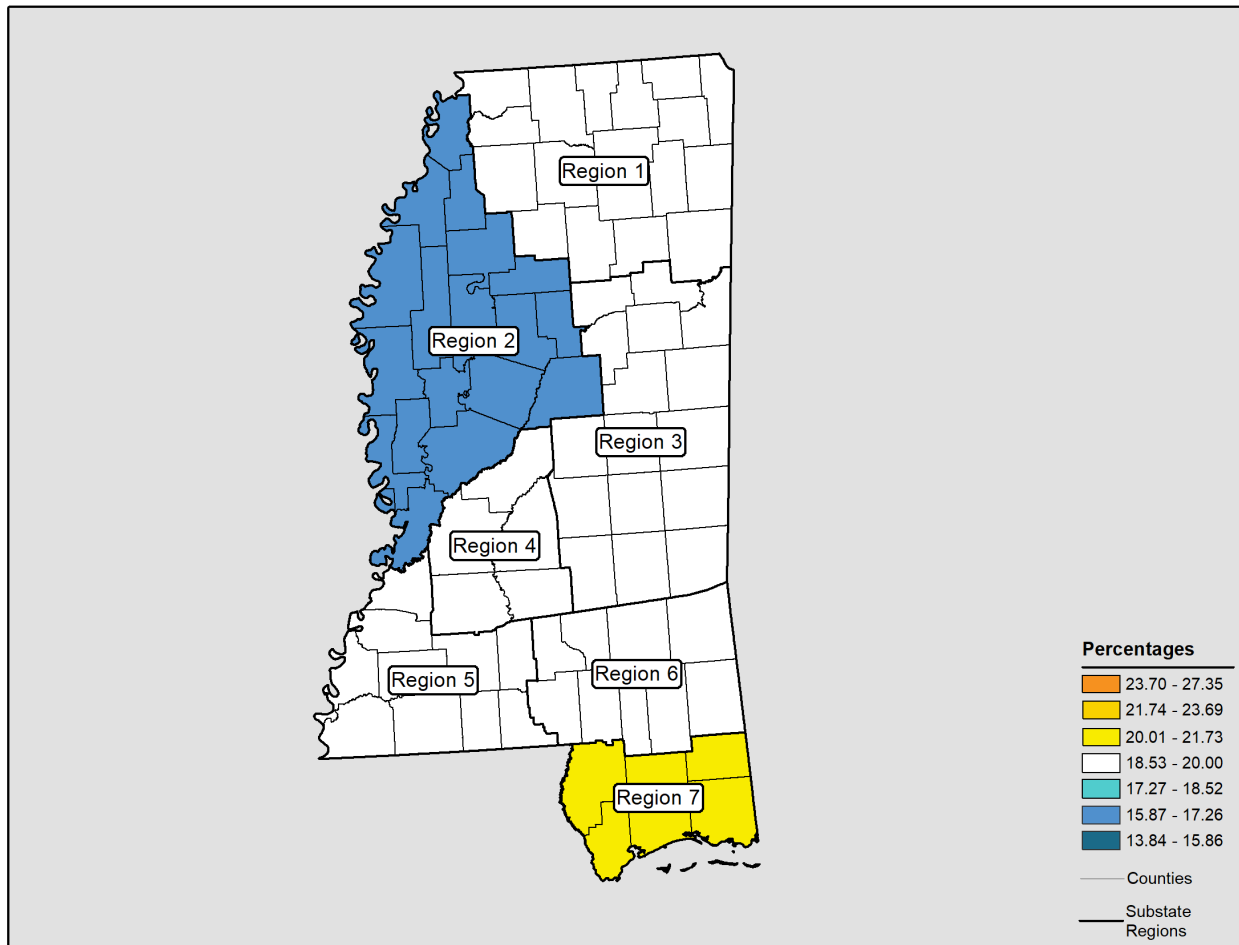 Region 1
Region 2
Region 3
Region 4
Region 5
Region 6
Region 7
Percentages
23.70 - 27.35
21.74 - 23.69
20.01 - 21.73
18.53 - 20.00
17.27 - 18.52
15.87 - 17.26
13.84 - 15.86
Counties
Substate
Regions